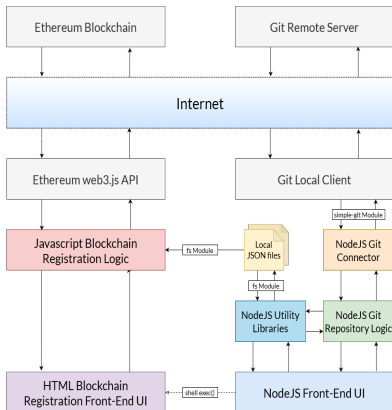 Ethereum Blockchain
Git Remote Server
Internet
Ethereum web3.js API
Git Local Client
simple-git Module
Javascript Blockchain
Registration Logic
fs Module
Local
JSON files
NodeJS Git
Connector
fs Module
NodeJS Utility
Libraries
NodeJS Git
Repository Logic
HTML Blockchain
Registration Front-End UI
shell exec()
NodeJS Front-End UI